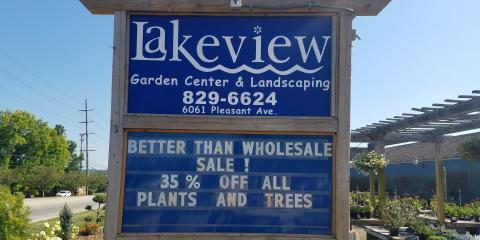 Lakeview
Garden Center & Landscaping
829-6624
6061 Pleasant Ave.
BETTER THAN WHOLESALE
SALE !
35 % OFF ALL
PLANTS AND TREES